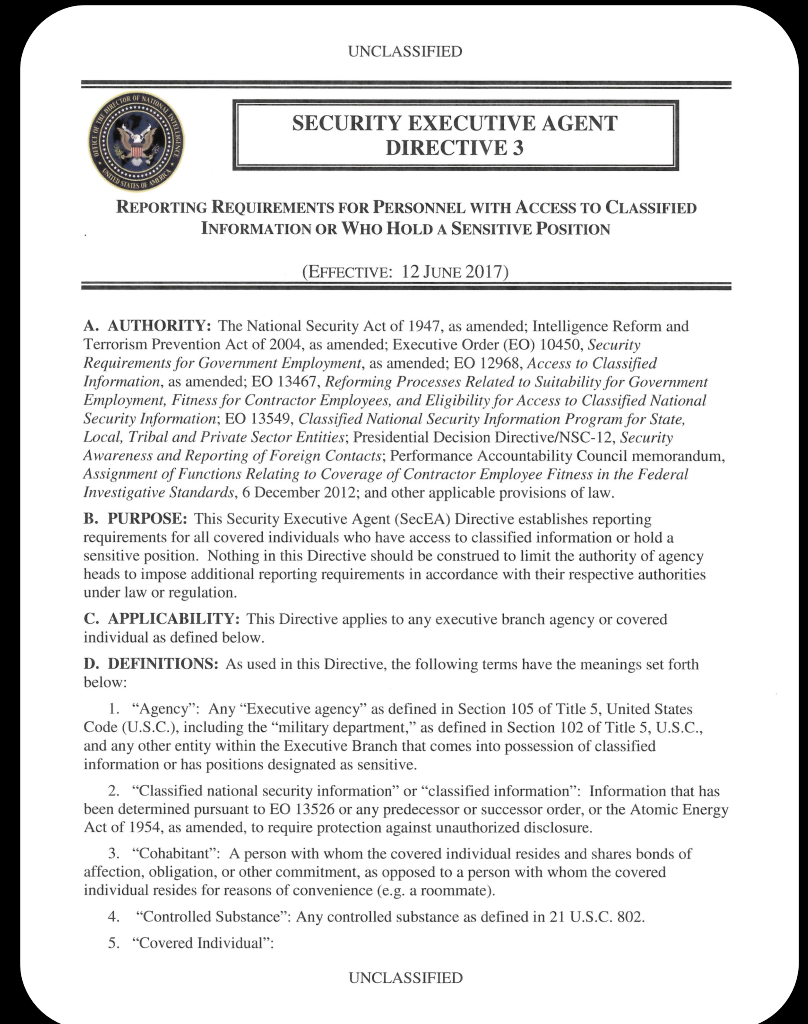 UNCLASSIFIED
OFFICE OF THE DIRECTOR OF NATIONAL INTELLIGENCE
UNITED STATES OF AMERICA
SECURITY EXECUTIVE AGENT
DIRECTIVE 3
REPORTING REQUIREMENTS FOR PERSONNEL WITH ACCESS TO CLASSIFIED
INFORMATION OR WHO HOLD A SENSITIVE POSITION
(EFFECTIVE: 12 JUNE 2017)
A. AUTHORITY: The National Security Act of 1947, as amended; Intelligence Reform and
Terrorism Prevention Act of 2004, as amended; Executive Order (EO) 10450, Security
Requirements for Government Employment, as amended; EO 12968, Access to Classified
Information, as amended; EO 13467, Reforming Processes Related to Suitability for Government
Employment, Fitness for Contractor Employees, and Eligibility for Access to Classified National
Security Information; EO 13549, Classified National Security Information Program for State,
Local, Tribal and Private Sector Entities; Presidential Decision Directive/NSC-12, Security
Awareness and Reporting of Foreign Contacts; Performance Accountability Council memorandum,
Assignment of Functions Relating to Coverage of Contractor Employee Fitness in the Federal
Investigative Standards, 6 December 2012; and other applicable provisions of law.
B. PURPOSE: This Security Executive Agent (SecEA) Directive establishes reporting
requirements for all covered individuals who have access to classified information or hold a
sensitive position. Nothing in this Directive should be construed to limit the authority of agency
heads to impose additional reporting requirements in accordance with their respective authorities
under law or regulation.
C. APPLICABILITY: This Directive applies to any executive branch agency or covered
individual as defined below.
D. DEFINITIONS: As used in this Directive, the following terms have the meanings set forth
below:
1. “Agency”: Any “Executive agency” as defined in Section 105 of Title 5, United States
Code (U.S.C.), including the “military department,” as defined in Section 102 of Title 5, U.S.C.,
and any other entity within the Executive Branch that comes into possession of classified
information or has positions designated as sensitive.
2. “Classified national security information” or “classified information”: Information that has
been determined pursuant to EO 13526 or any predecessor or successor order, or the Atomic Energy
Act of 1954, as amended, to require protection against unauthorized disclosure.
3. “Cohabitant”: A person with whom the covered individual resides and shares bonds of
affection, obligation, or other commitment, as opposed to a person with whom the covered
individual resides for reasons of convenience (e.g. a roommate).
4. “Controlled Substance”: Any controlled substance as defined in 21 U.S.C. 802.
5. “Covered Individual”:
UNCLASSIFIED